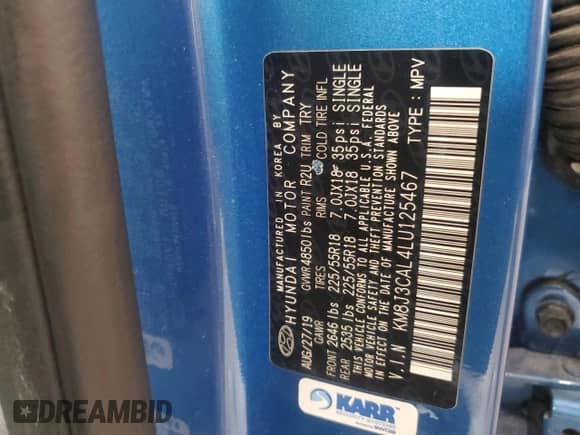 MANUFACTURED IN KOREA BY
HYUNDAI MOTOR COMPANY
AUG/27/19 GVWR 4850lbs PAINT R2U TRIM TRY
GAWR TIRES RIMS COLD TIRE INFL
FRONT 2646 lbs 225/55R18 7.0JX18 35psi SINGLE
REAR 2535 lbs 225/55R18 7.0JX18 35psi SINGLE
THIS VEHICLE CONFORMS TO ALL APPLICABLE U.S.A. FEDERAL
MOTOR VEHICLE SAFETY AND THEFT PREVENTION STANDARDS
IN EFFECT ON THE DATE OF MANUFACTURE SHOWN ABOVE
V.I.N KM8J3CAL4LU125467 TYPE : MPV
KARR
SECURITY SYSTEMS
DREAMBID